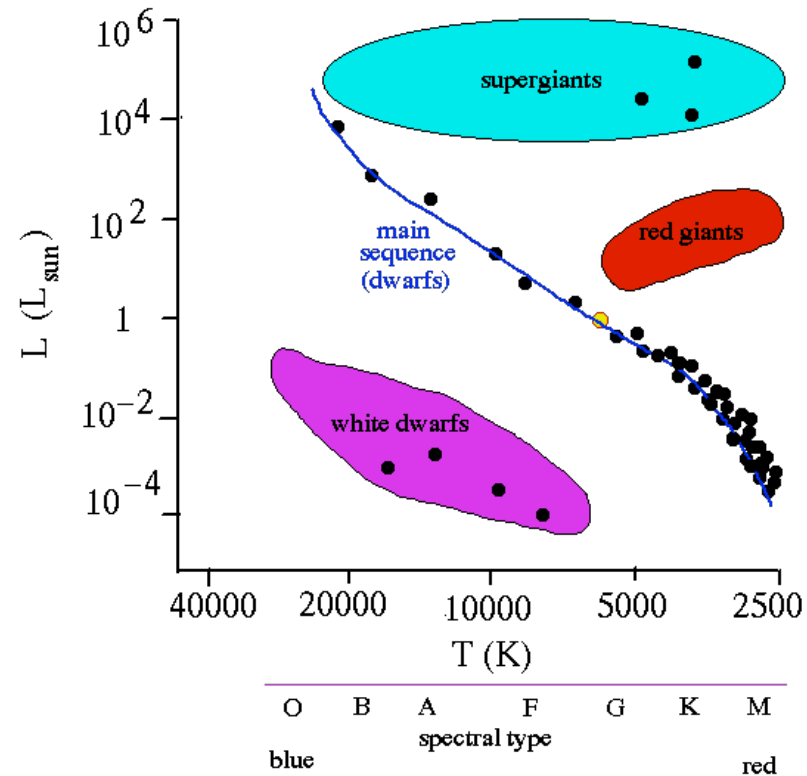 10^6
supergiants
10^4
10^2
main
sequence
(dwarfs)
red giants
L (L_sun)
1
white dwarfs
10^-2
10^-4
40000 20000 10000 5000 2500
T (K)
O B A F G K M
spectral type
blue red